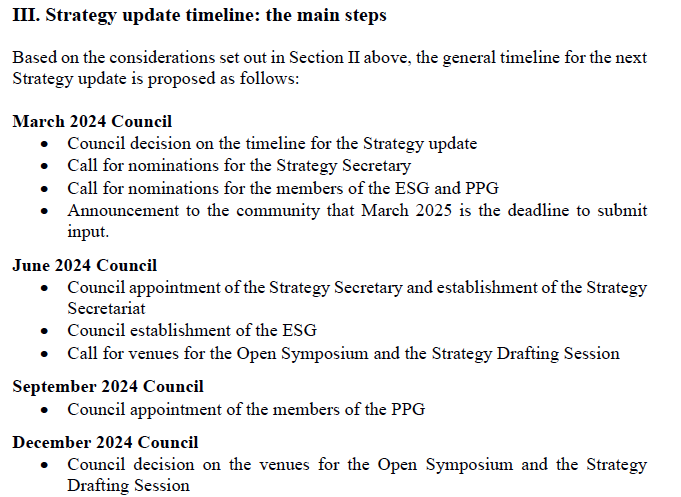 III. Strategy update timeline: the main steps
Based on the considerations set out in Section II above, the general timeline for the next
Strategy update is proposed as follows:
March 2024 Council
• Council decision on the timeline for the Strategy update
• Call for nominations for the Strategy Secretary
• Call for nominations for the members of the ESG and PPG
• Announcement to the community that March 2025 is the deadline to submit
input.
June 2024 Council
• Council appointment of the Strategy Secretary and establishment of the Strategy
Secretariat
• Council establishment of the ESG
• Call for venues for the Open Symposium and the Strategy Drafting Session
September 2024 Council
• Council appointment of the members of the PPG
December 2024 Council
• Council decision on the venues for the Open Symposium and the Strategy
Drafting Session